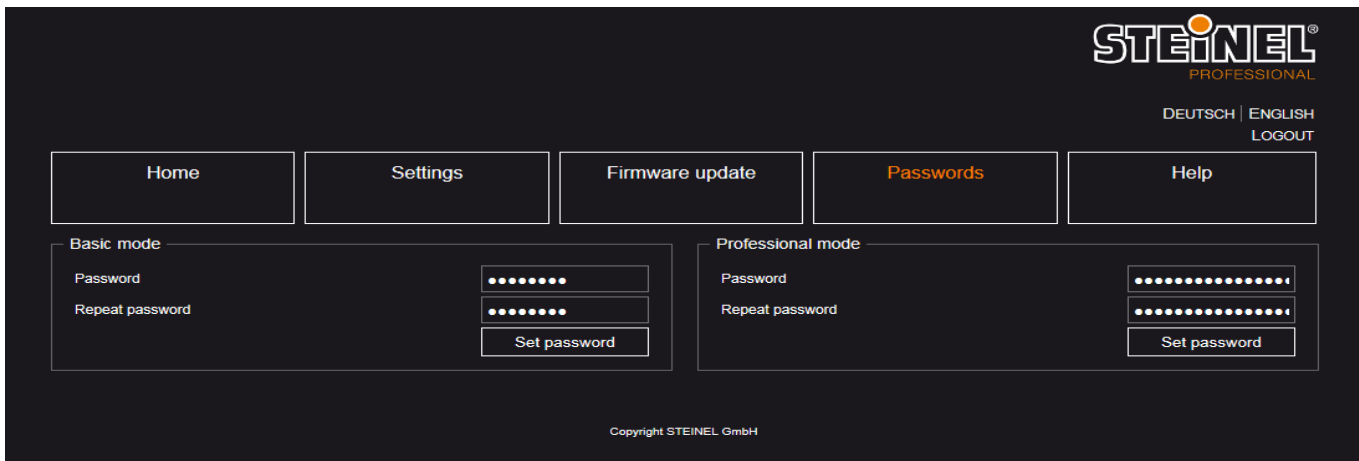 STEINEL®
PROFESSIONAL
DEUTSCH | ENGLISH
LOGOUT
Home Settings Firmware update Passwords Help
Basic mode Professional mode
Password ●●●●●●●● Password ●●●●●●●●●●●●●●●●
Repeat password ●●●●●●●● Repeat password ●●●●●●●●●●●●●●●●
Set password Set password
Copyright STEINEL GmbH